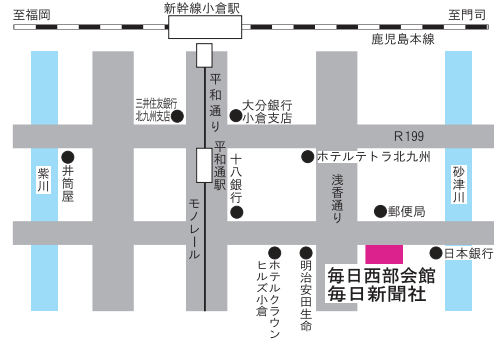 新幹線小倉駅
至福岡
至門司
鹿児島本線
平和通り
三井住友銀行
北九州支店
大分銀行
小倉支店
R199
平和通駅
十八銀行
ホテルテトラ北九州
紫川
井筒屋
モノレール
浅香通り
砂津川
郵便局
日本銀行
ホテルクラウン
ヒルズ小倉
明治安田生命
毎日西部会館
毎日新聞社